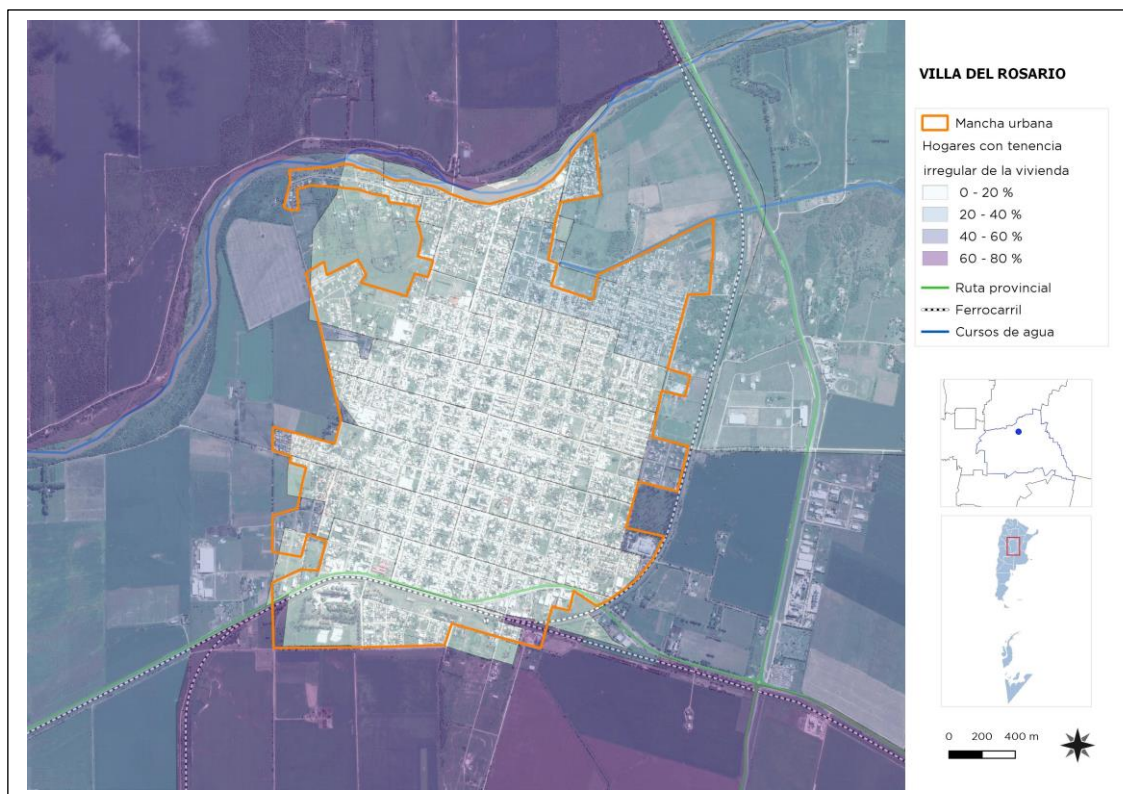 VILLA DEL ROSARIO
Mancha urbana
Hogares con tenencia
irregular de la vivienda
0 - 20 %
20 - 40 %
40 - 60 %
60 - 80 %
Ruta provincial
Ferrocarril
Cursos de agua
0 200 400 m